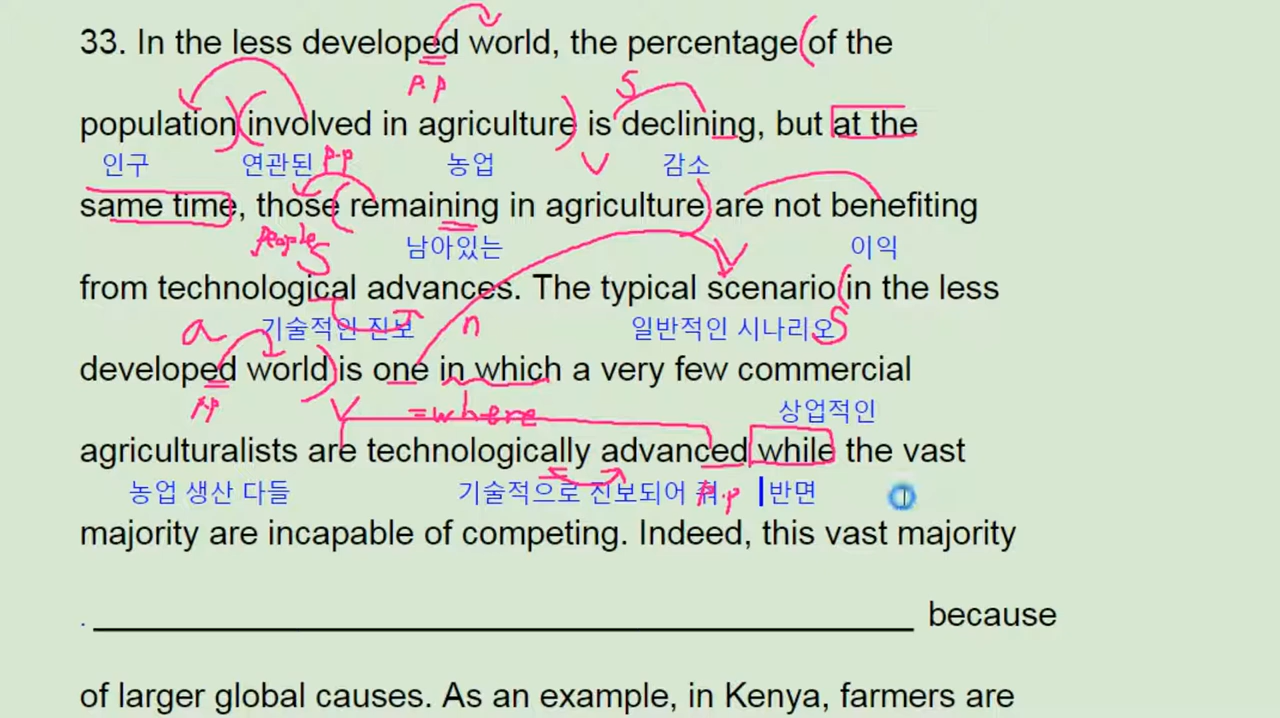 33. In the less developed world, the percentage of the
p.p
S
population involved in agriculture is declining, but at the
인구 연관된 p.p 농업 V 감소
same time, those remaining in agriculture are not benefiting
people S 남아있는 V 이익
from technological advances. The typical scenario in the less
a 기술적인 진보 n 일반적인 시나리오 S
developed world is one in which a very few commercial
p.p V =where 상업적인
agriculturalists are technologically advanced while the vast
농업 생산 다들 기술적으로 진보되어 p.p 반면
majority are incapable of competing. Indeed, this vast majority
. ______________________________ because
of larger global causes. As an example, in Kenya, farmers are